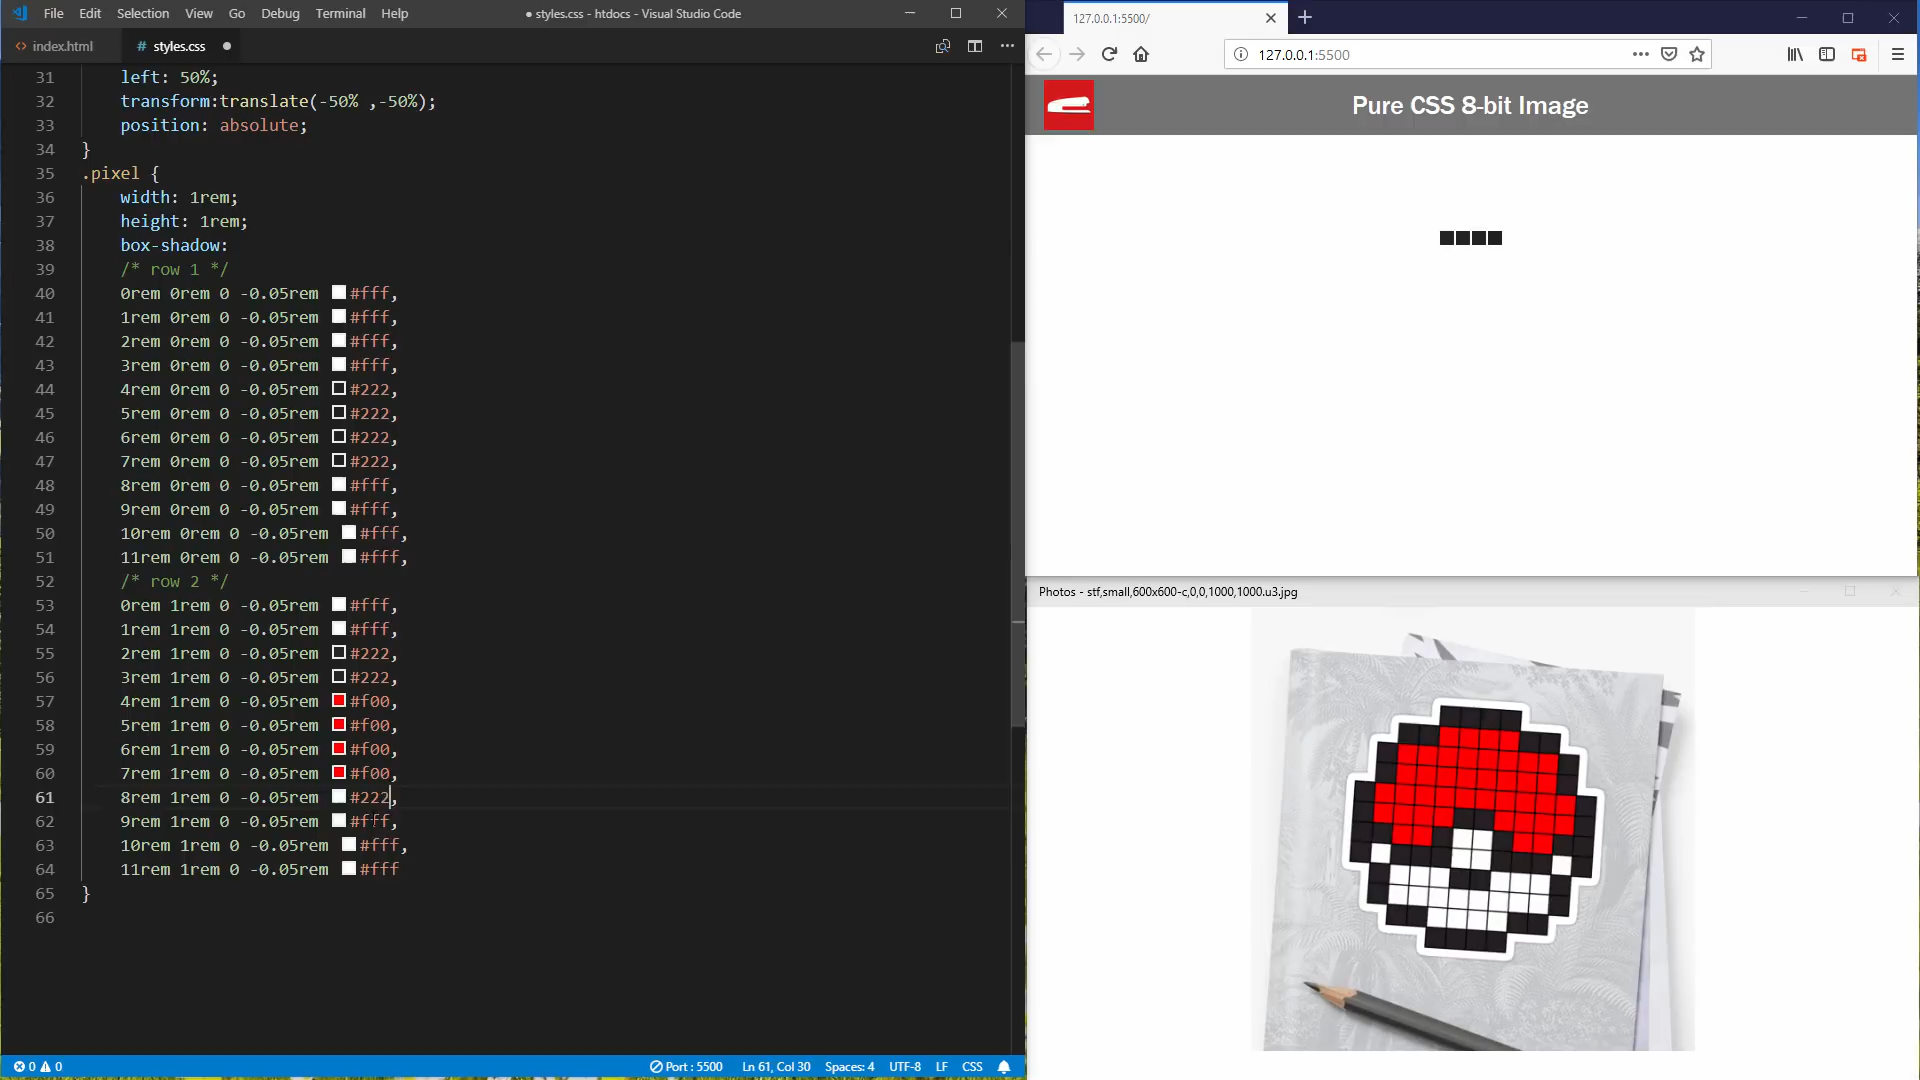 File Edit Selection View Go Debug Terminal Help
● styles.css - htdocs - Visual Studio Code
<> index.html
# styles.css ●
31 left: 50%;
32 transform:translate(-50% ,-50%);
33 position: absolute;
34 }
35 .pixel {
36 width: 1rem;
37 height: 1rem;
38 box-shadow:
39 /* row 1 */
40 0rem 0rem 0 -0.05rem #fff,
41 1rem 0rem 0 -0.05rem #fff,
42 2rem 0rem 0 -0.05rem #fff,
43 3rem 0rem 0 -0.05rem #fff,
44 4rem 0rem 0 -0.05rem #222,
45 5rem 0rem 0 -0.05rem #222,
46 6rem 0rem 0 -0.05rem #222,
47 7rem 0rem 0 -0.05rem #222,
48 8rem 0rem 0 -0.05rem #fff,
49 9rem 0rem 0 -0.05rem #fff,
50 10rem 0rem 0 -0.05rem #fff,
51 11rem 0rem 0 -0.05rem #fff,
52 /* row 2 */
53 0rem 1rem 0 -0.05rem #fff,
54 1rem 1rem 0 -0.05rem #fff,
55 2rem 1rem 0 -0.05rem #222,
56 3rem 1rem 0 -0.05rem #222,
57 4rem 1rem 0 -0.05rem #f00,
58 5rem 1rem 0 -0.05rem #f00,
59 6rem 1rem 0 -0.05rem #f00,
60 7rem 1rem 0 -0.05rem #f00,
61 8rem 1rem 0 -0.05rem #222,
62 9rem 1rem 0 -0.05rem #fff,
63 10rem 1rem 0 -0.05rem #fff,
64 11rem 1rem 0 -0.05rem #fff
65 }
66
0 0
Port : 5500 Ln 61, Col 30 Spaces: 4 UTF-8 LF CSS
127.0.0.1:5500/
127.0.0.1:5500
Pure CSS 8-bit Image
Photos - stf,small,600x600-c,0,0,1000,1000.u3.jpg